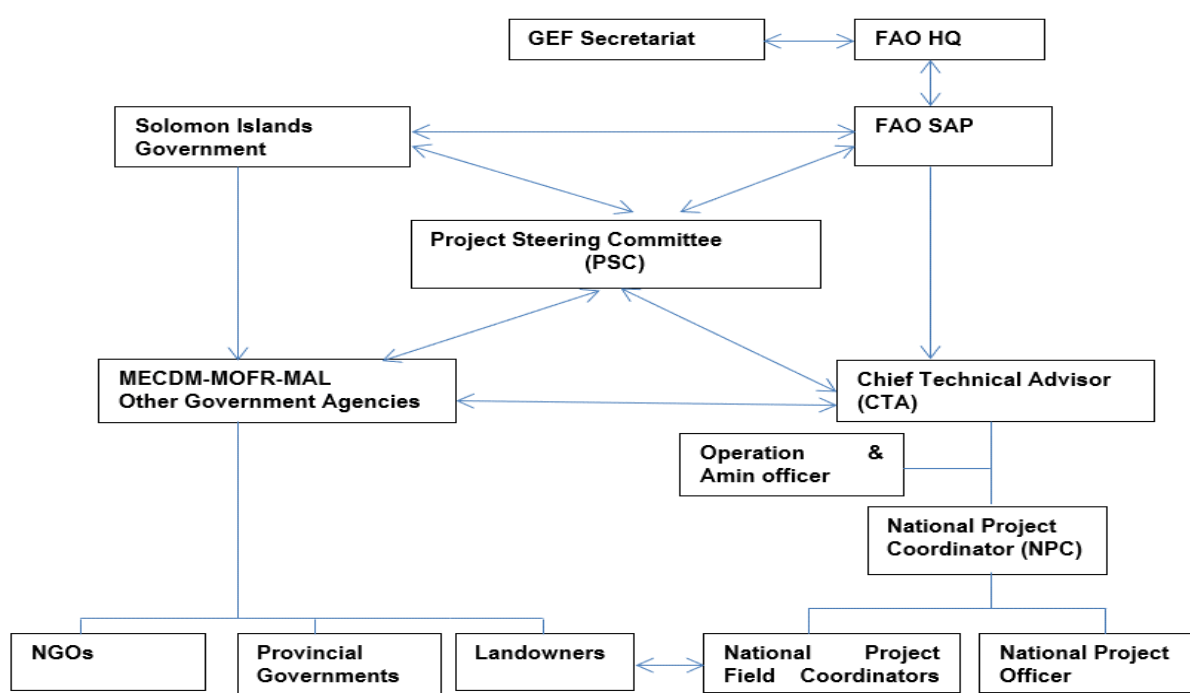 GEF Secretariat
FAO HQ
Solomon Islands
Government
FAO SAP
Project Steering Committee
(PSC)
MECDM-MOFR-MAL
Other Government Agencies
Chief Technical Advisor
(CTA)
Operation &
Amin officer
National Project
Coordinator (NPC)
NGOs
Provincial
Governments
Landowners
National Project
Field Coordinators
National Project
Officer